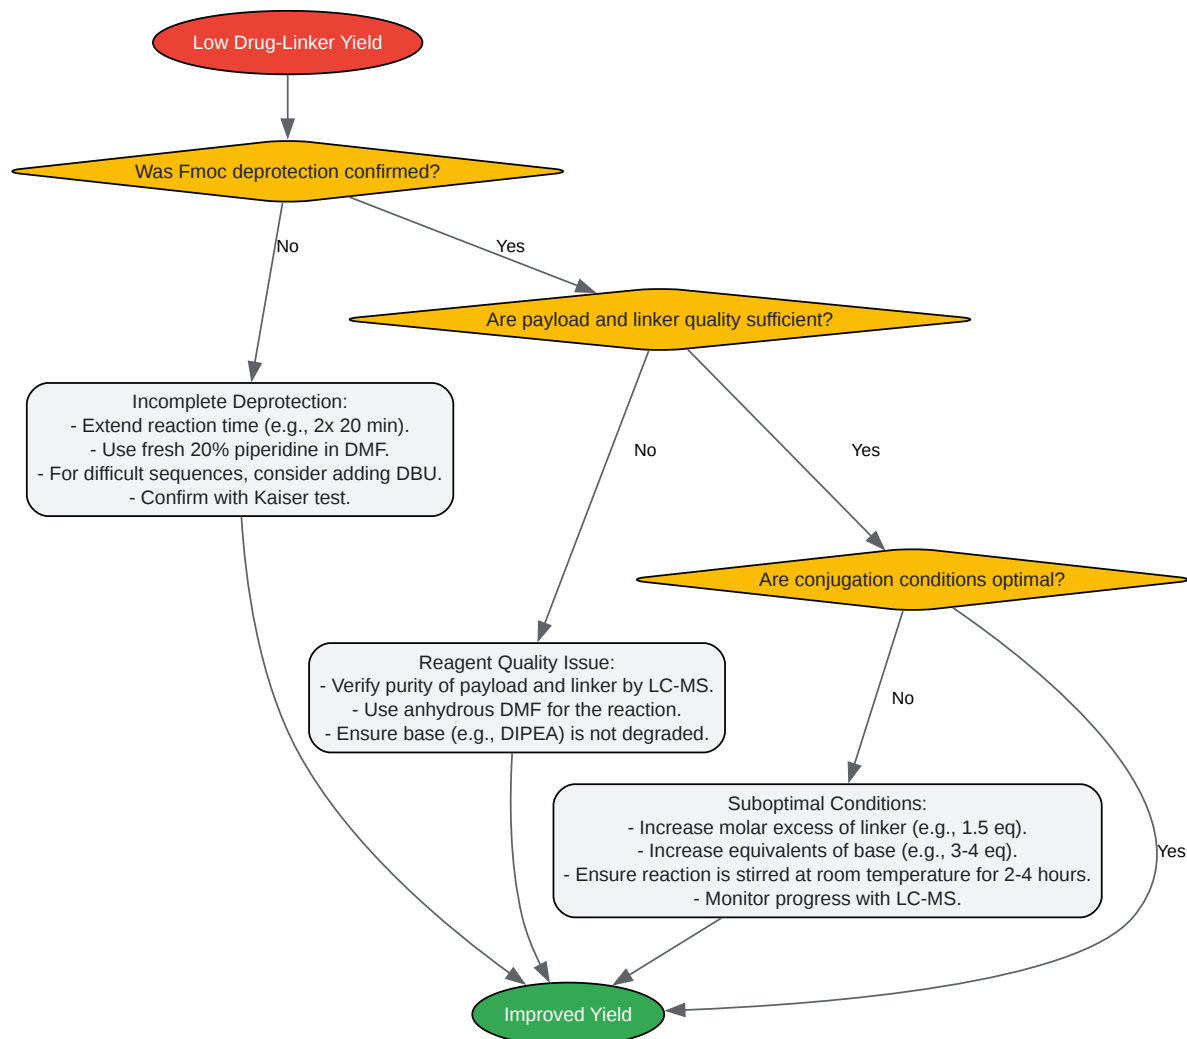 Low Drug-Linker Yield
Was Fmoc deprotection confirmed?
No
Yes
Are payload and linker quality sufficient?
Incomplete Deprotection:
- Extend reaction time (e.g., 2x 20 min).
- Use fresh 20% piperidine in DMF.
- For difficult sequences, consider adding DBU.
- Confirm with Kaiser test.
No
Yes
Are conjugation conditions optimal?
Reagent Quality Issue:
- Verify purity of payload and linker by LC-MS.
- Use anhydrous DMF for the reaction.
- Ensure base (e.g., DIPEA) is not degraded.
No
Yes
Suboptimal Conditions:
- Increase molar excess of linker (e.g., 1.5 eq).
- Increase equivalents of base (e.g., 3-4 eq).
- Ensure reaction is stirred at room temperature for 2-4 hours.
- Monitor progress with LC-MS.
Improved Yield